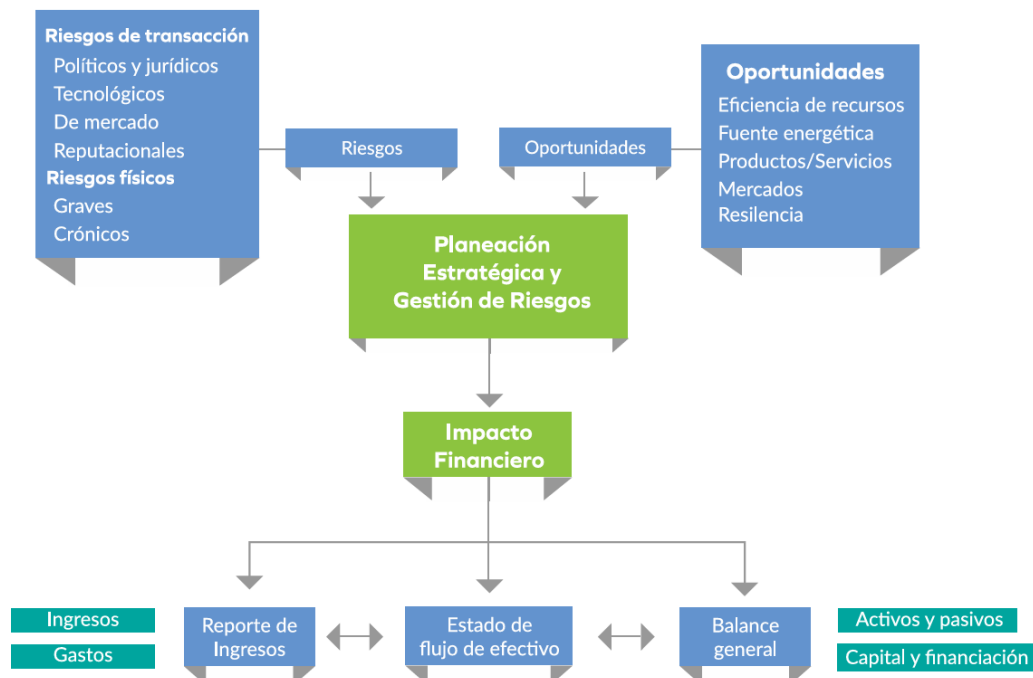 Riesgos de transacción
Políticos y jurídicos
Tecnológicos
De mercado
Reputacionales
Riesgos físicos
Graves
Crónicos
Riesgos
Oportunidades
Oportunidades
Eficiencia de recursos
Fuente energética
Productos/Servicios
Mercados
Resilencia
Planeación
Estratégica y
Gestión de Riesgos
Impacto
Financiero
Ingresos
Gastos
Reporte de
Ingresos
Estado de
flujo de efectivo
Balance
general
Activos y pasivos
Capital y financiación